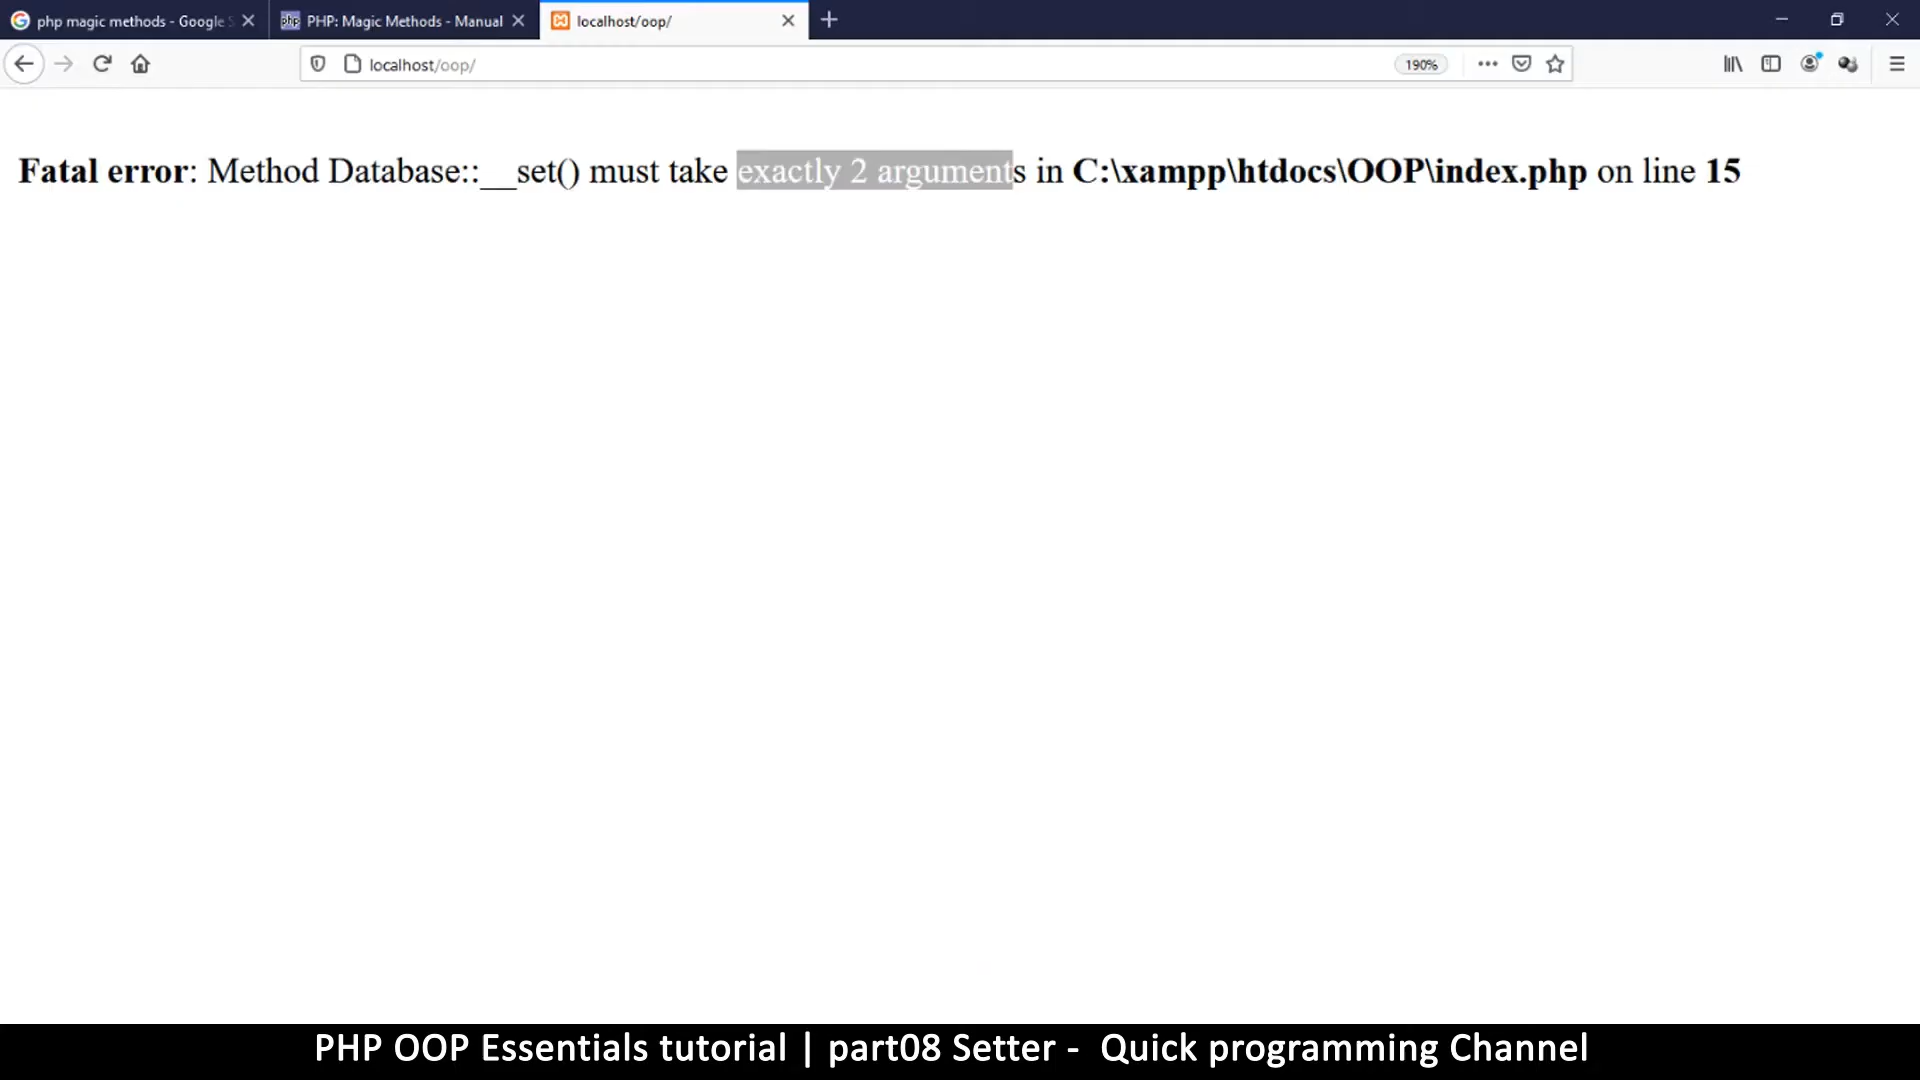 php magic methods - Google S
php PHP: Magic Methods - Manual
localhost/oop/
localhost/oop/
190%
Fatal error: Method Database::__set() must take exactly 2 arguments in C:\xampp\htdocs\OOP\index.php on line 15
PHP OOP Essentials tutorial | part08 Setter - Quick programming Channel